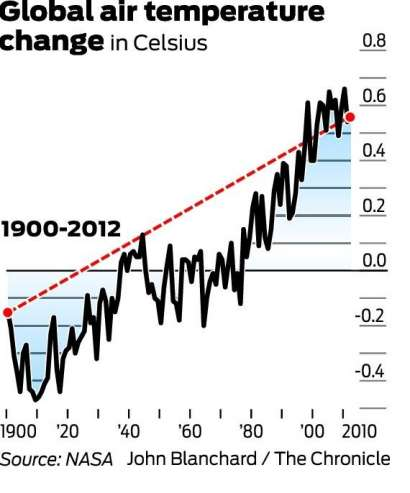 Global air temperature
change in Celsius
0.8
0.6
0.4
0.2
0.0
-0.2
-0.4
1900-2012
1900 '20 '40 '60 '80 '00 2010
Source: NASA John Blanchard / The Chronicle